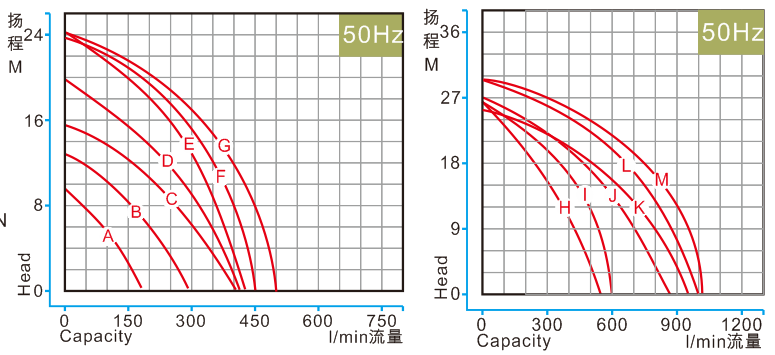 扬
程
M
24
16
8
0
Head
50Hz
A
B
C
D
E
F
G
0 150 300 450 600 750
Capacity l/min流量
N
扬
程
M
36
27
18
9
0
Head
50Hz
H
I
J
K
L
M
0 300 600 900 1200
Capacity l/min流量